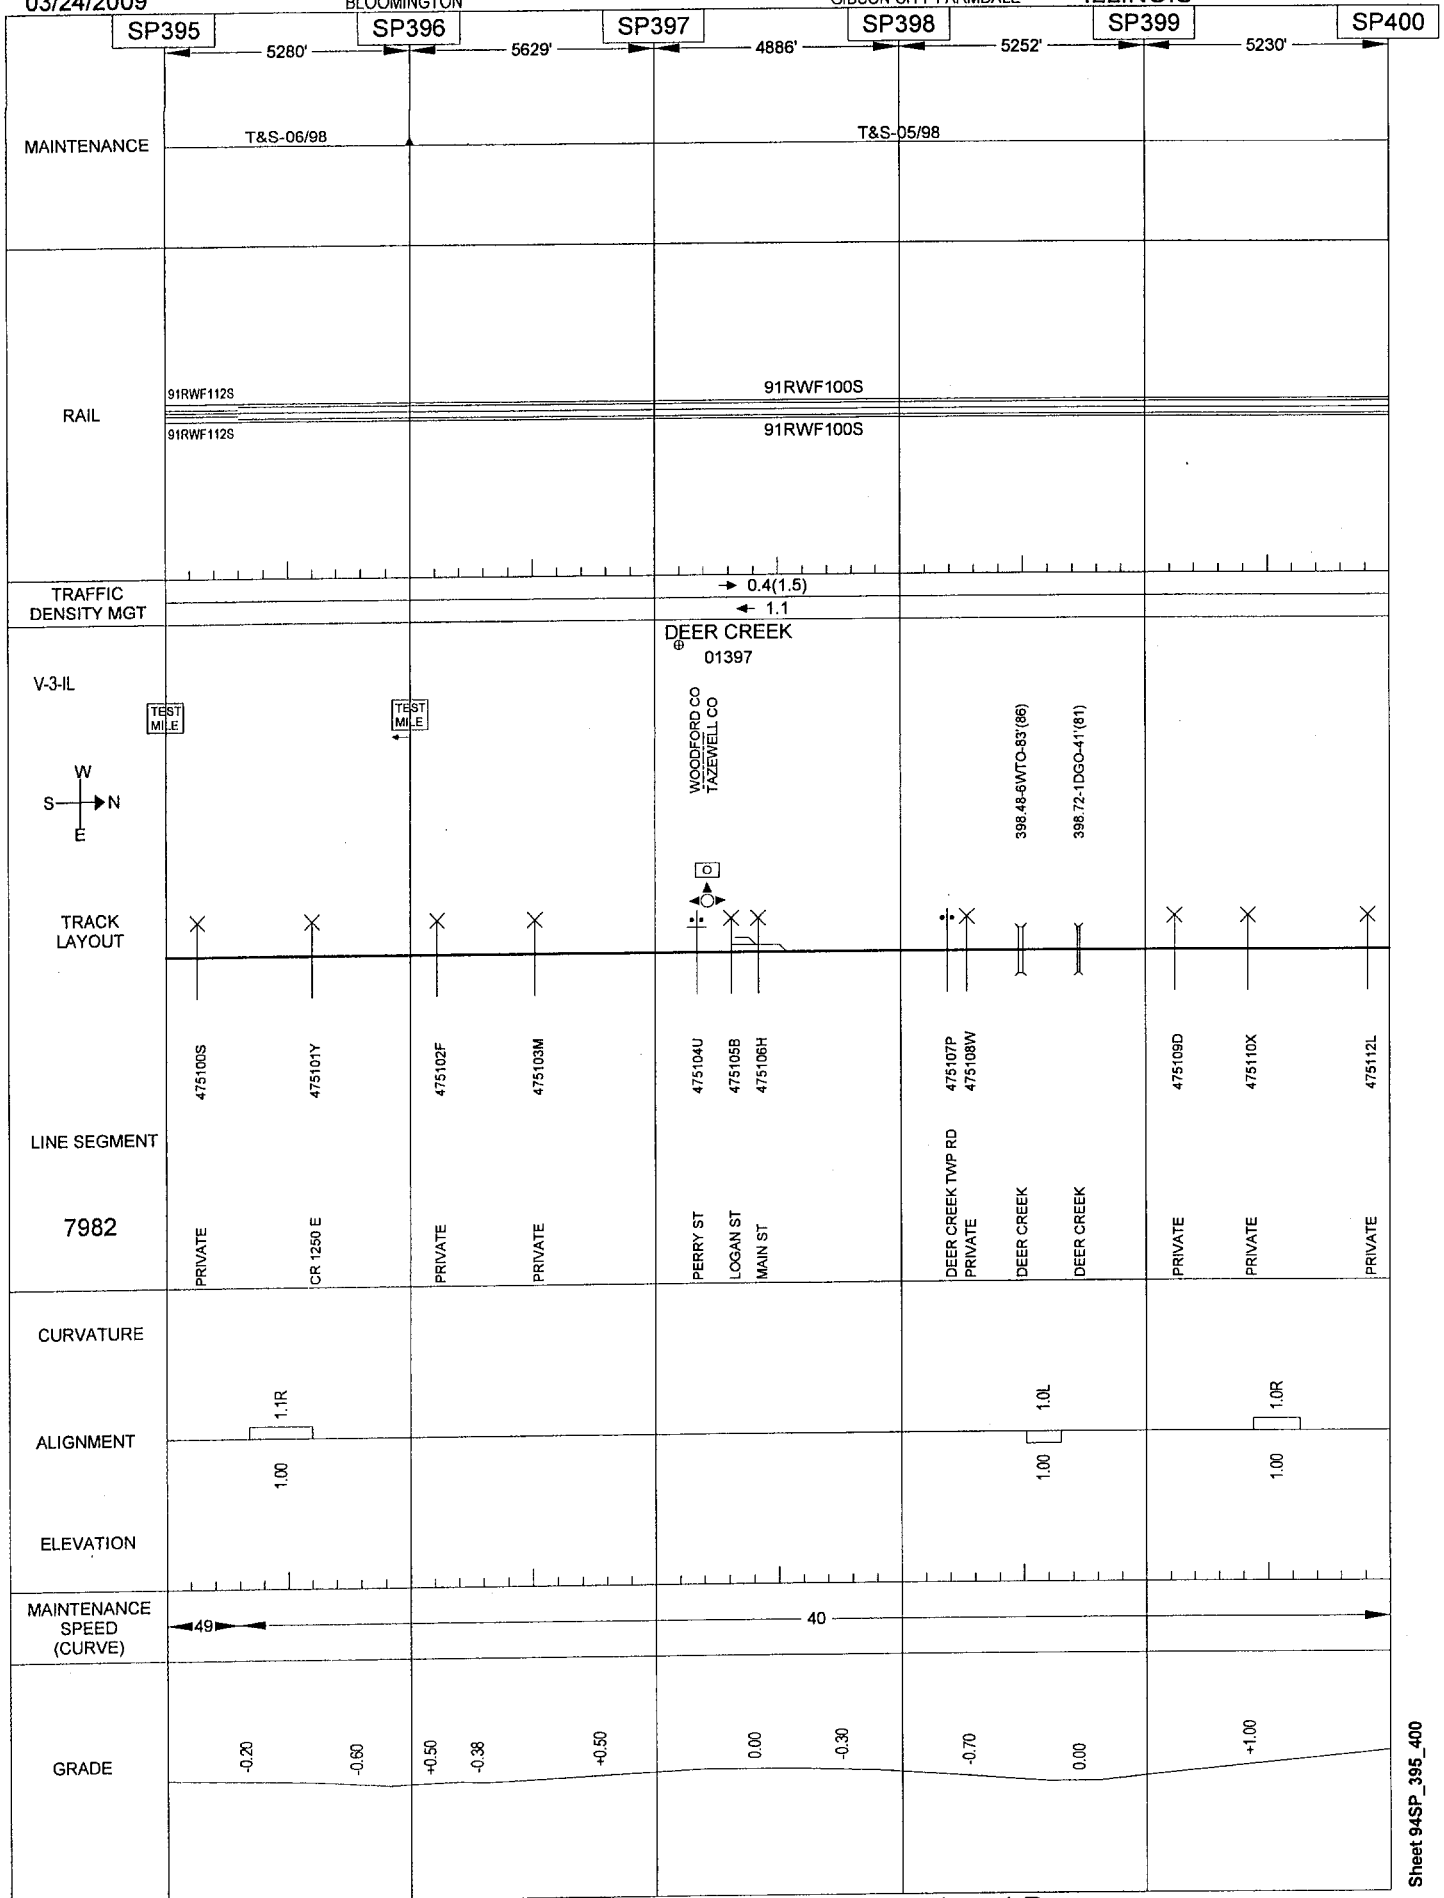 03/24/2009
BLOOMINGTON
ILLINOIS
SP395
SP396
SP397
SP398
SP399
SP400
5280'
5629'
4886'
5252'
5230'
MAINTENANCE
T&S-06/98
T&S-05/98
RAIL
91RWF112S
91RWF100S
91RWF112S
91RWF100S
TRAFFIC
DENSITY MGT
0.4(1.5)
1.1
DEER CREEK
01397
V-3-IL
TEST
MILE
TEST
MILE
WOODFORD CO
TAZEWELL CO
398.48-6WTO-83'(86)
398.72-1DGO-41'(81)
W
S
N
E
O
TRACK
LAYOUT
475100S
475101Y
475102F
475103M
475104U
475105B
475106H
475107P
475108W
475109D
475110X
475112L
LINE SEGMENT
7982
PRIVATE
CR 1250 E
PRIVATE
PRIVATE
PERRY ST
LOGAN ST
MAIN ST
DEER CREEK TWP RD
PRIVATE
DEER CREEK
DEER CREEK
PRIVATE
PRIVATE
PRIVATE
CURVATURE
1.1R
1.0L
1.0R
ALIGNMENT
1.00
1.00
1.00
ELEVATION
MAINTENANCE
SPEED
(CURVE)
49
40
GRADE
-0.20
-0.60
+0.50
-0.38
+0.50
0.00
-0.30
-0.70
0.00
+1.00
Sheet 94SP_395_400